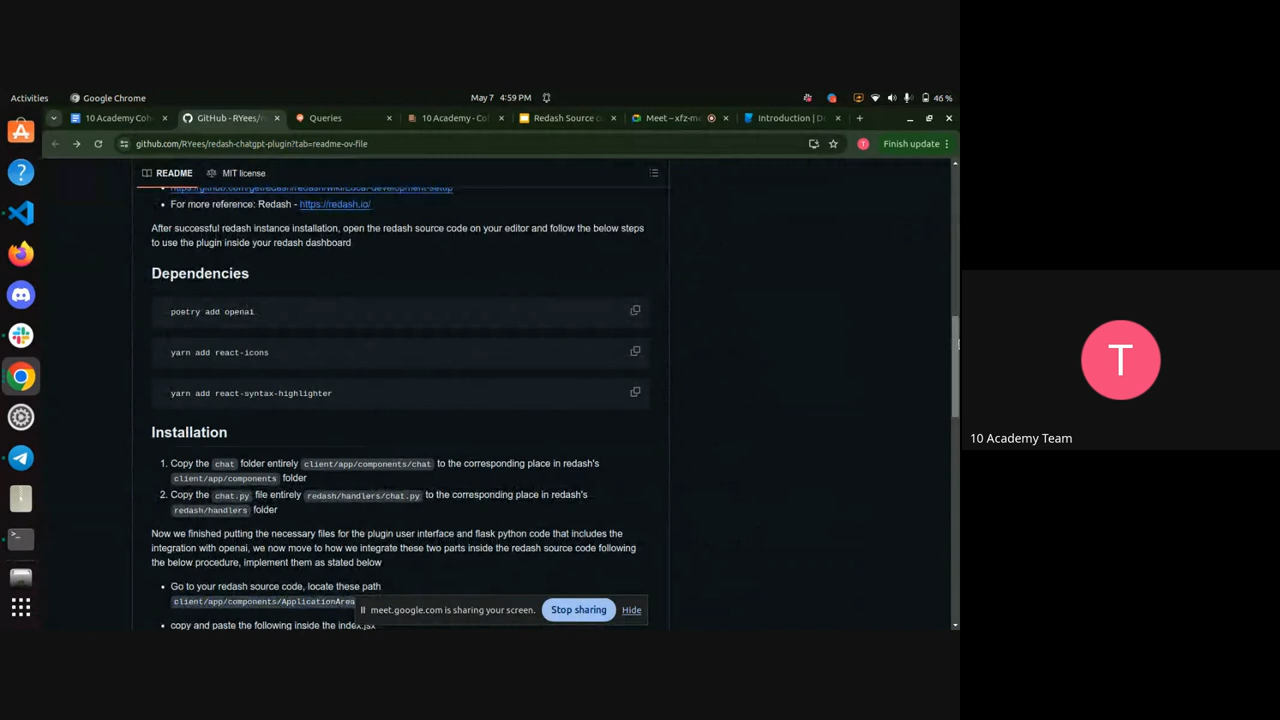 Activities
Google Chrome
May 7 4:59 PM
46 %
10 Academy Coh
GitHub - RYees/r
Queries
10 Academy - Co
Redash Source c
Meet – xfz-m
Introduction | D
github.com/RYees/redash-chatgpt-plugin?tab=readme-ov-file
T
Finish update
README
MIT license
https://github.com/getredash/redash/wiki/Local-development-setup
For more reference: Redash - https://redash.io/
After successful redash instance installation, open the redash source code on your editor and follow the below steps
to use the plugin inside your redash dashboard
Dependencies
poetry add openai
yarn add react-icons
yarn add react-syntax-highlighter
Installation
1. Copy the chat folder entirely client/app/components/chat to the corresponding place in redash's
client/app/components folder
2. Copy the chat.py file entirely redash/handlers/chat.py to the corresponding place in redash's
redash/handlers folder
Now we finished putting the necessary files for the plugin user interface and flask python code that includes the
integration with openai, we now move to how we integrate these two parts inside the redash source code following
the below procedure, implement them as stated below
Go to your redash source code, locate these path
client/app/components/ApplicationArea
copy and paste the following inside the index.jsx
meet.google.com is sharing your screen.
Stop sharing
Hide
T
10 Academy Team